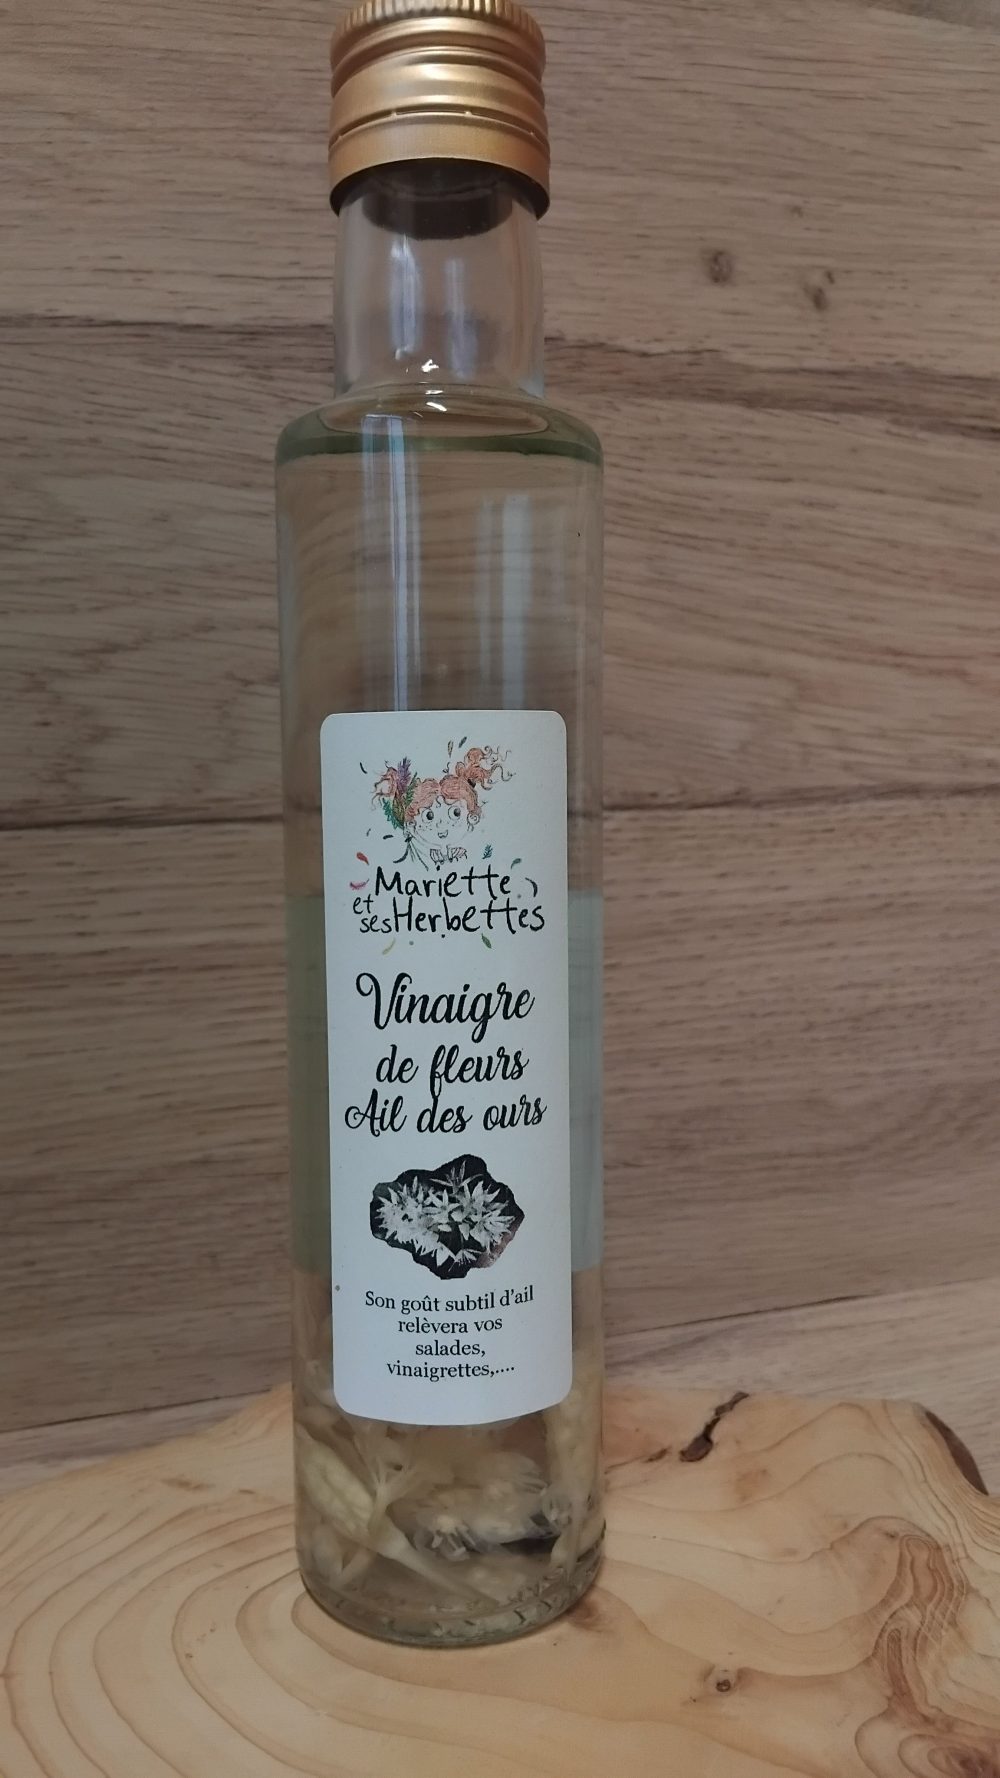 Mariette
et
ses Herbettes
Vinaigre
de fleurs
Ail des ours
Son goût subtil d'ail
relèvera vos
salades,
vinaigrettes,....